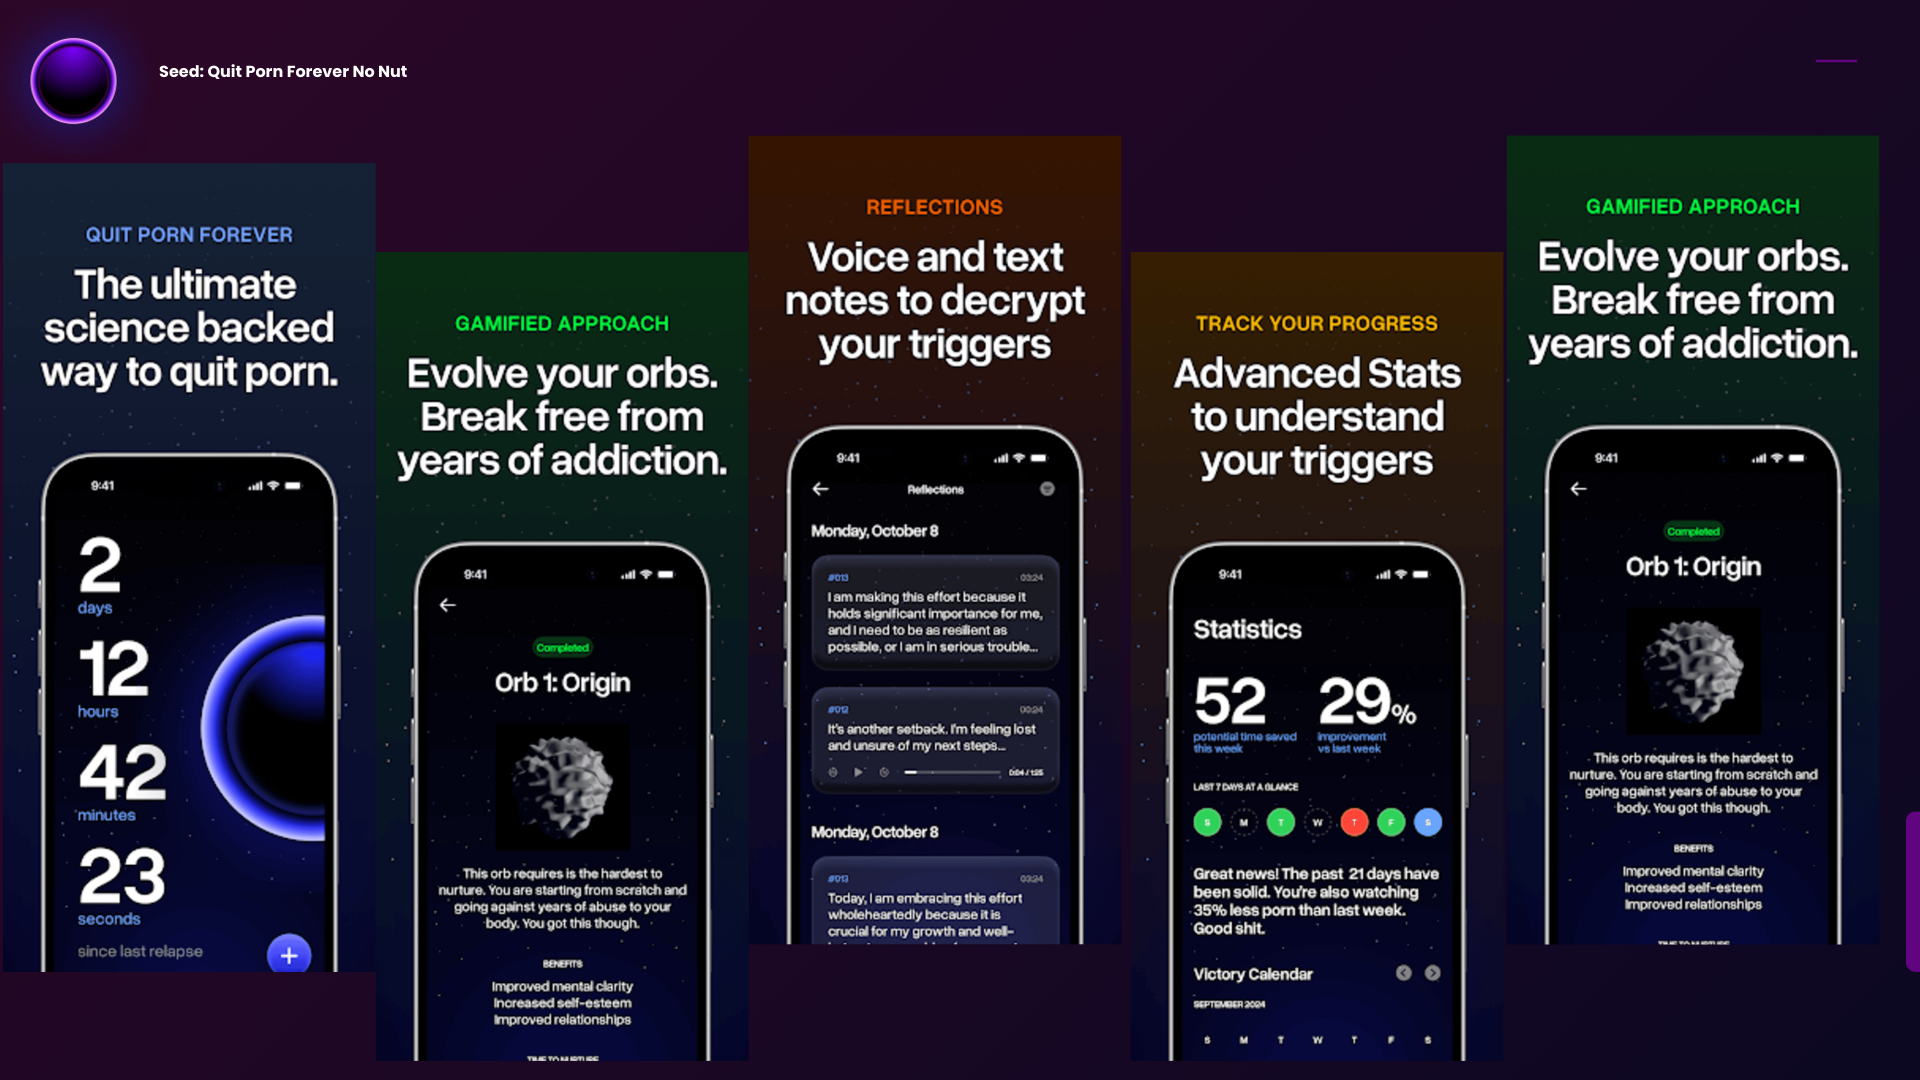 Seed: Quit Porn Forever No Nut
QUIT PORN FOREVER
The ultimate
science backed
way to quit porn.
9:41
2
days
12
hours
42
minutes
23
seconds
since last relapse
GAMIFIED APPROACH
Evolve your orbs.
Break free from
years of addiction.
9:41
Completed
Orb 1: Origin
This orb requires is the hardest to
nurture. You are starting from scratch and
going against years of abuse to your
body. You got this though.
BENEFITS
Improved mental clarity
Increased self-esteem
Improved relationships
TIME TO NURTURE
REFLECTIONS
Voice and text
notes to decrypt
your triggers
9:41
Reflections
Monday, October 8
#013
03:24
I am making this effort because it
holds significant importance for me,
and I need to be as resilient as
possible, or I am in serious trouble...
#012
00:24
It's another setback. I'm feeling lost
and unsure of my next steps...
0:04 / 1:25
Monday, October 8
#013
03:24
Today, I am embracing this effort
wholeheartedly because it is
crucial for my growth and well-
TRACK YOUR PROGRESS
Advanced Stats
to understand
your triggers
9:41
Statistics
52
potential time saved
this week
29%
improvement
vs last week
LAST 7 DAYS AT A GLANCE
S M T W T F S
Great news! The past 21 days have
been solid. You're also watching
35% less porn than last week.
Good shit.
Victory Calendar
SEPTEMBER 2024
S M T W T F S
GAMIFIED APPROACH
Evolve your orbs.
Break free from
years of addiction.
9:41
Completed
Orb 1: Origin
This orb requires is the hardest to
nurture. You are starting from scratch and
going against years of abuse to your
body. You got this though.
BENEFITS
Improved mental clarity
Increased self-esteem
Improved relationships